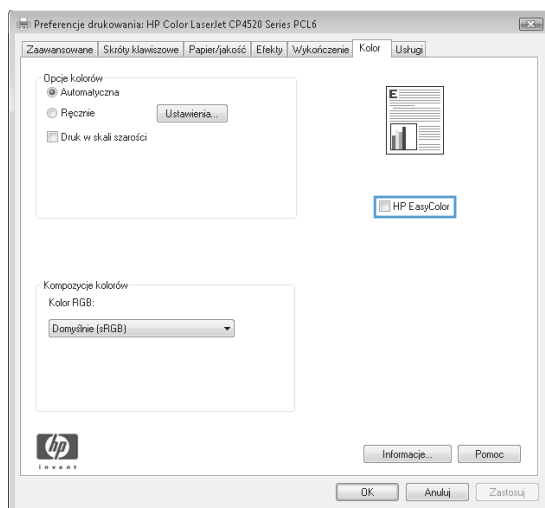 Preferencje drukowania: HP Color LaserJet CP4520 Series PCL6
Zaawansowane Skróty klawiszowe Papier/jakość Efekty Wykończenie Kolor Usługi
Opcje kolorów
Automatyczna
Ręcznie Ustawienia...
Druk w skali szarości
E
HP EasyColor
Kompozycje kolorów
Kolor RGB:
Domyślnie (sRGB)
hp
invent
Informacje... Pomoc
OK Anuluj Zastosuj